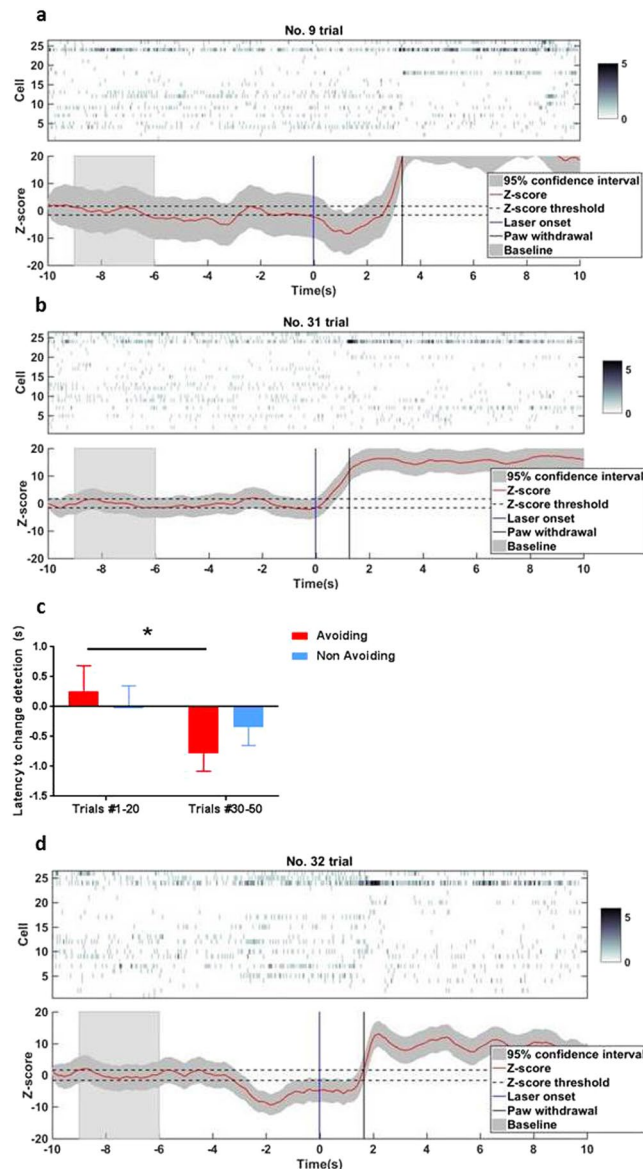 a
No. 9 trial
25
20
15
10
5
Cell
5
0
20
10
0
-10
-20
Z-score
95% confidence interval
Z-score
Z-score threshold
Laser onset
Paw withdrawal
Baseline
-10 -8 -6 -4 -2 0 2 4 6 8 10
Time(s)
b
No. 31 trial
25
20
15
10
5
Cell
5
0
20
10
0
-10
-20
Z-score
95% confidence interval
Z-score
Z-score threshold
Laser onset
Paw withdrawal
Baseline
-10 -8 -6 -4 -2 0 2 4 6 8 10
Time(s)
c
*
Avoiding
Non Avoiding
1.0
0.5
0.0
-0.5
-1.0
-1.5
Latency to change detection (s)
Trials #1-20 Trials #30-50
d
No. 32 trial
25
20
15
10
5
Cell
5
0
20
10
0
-10
-20
Z-score
95% confidence interval
Z-score
Z-score threshold
Laser onset
Paw withdrawal
Baseline
-10 -8 -6 -4 -2 0 2 4 6 8 10
Time(s)